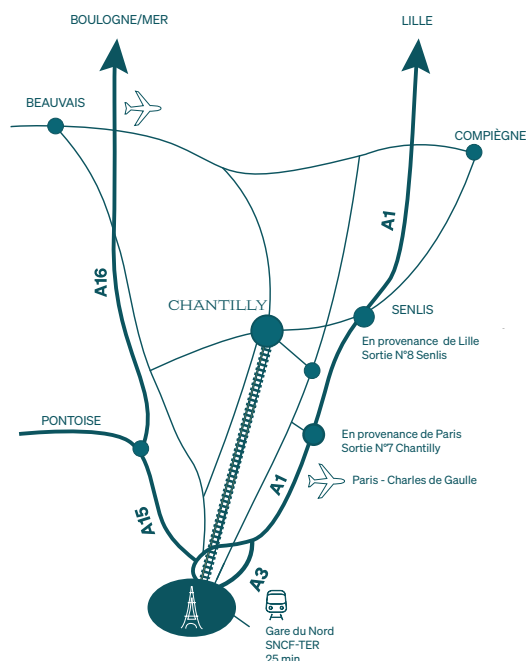 BOULOGNE/MER
LILLE
BEAUVAIS
COMPIÈGNE
A1
A16
CHANTILLY
SENLIS
En provenance de Lille
Sortie N°8 Senlis
PONTOISE
En provenance de Paris
Sortie N°7 Chantilly
A1
Paris - Charles de Gaulle
A15
A3
Gare du Nord
SNCF-TER
25 min